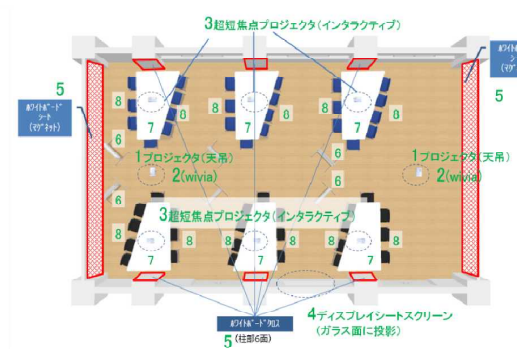 3超短焦点プロジェクタ(インタラクティブ)
5
ホワイトボード
シート
(マグネット)
5
8 8 8 8 8 8
7 7 7
6 6
1プロジェクタ(天吊)
2(wivia)
1プロジェクタ(天吊)
2(wivia)
6 6
3超短焦点プロジェクタ(インタラクティブ)
8 8 8 8 8 8
7 7 7
4ディスプレイシートスクリーン
(ガラス面に投影)
ホワイトボードクロス
5(柱部6面)